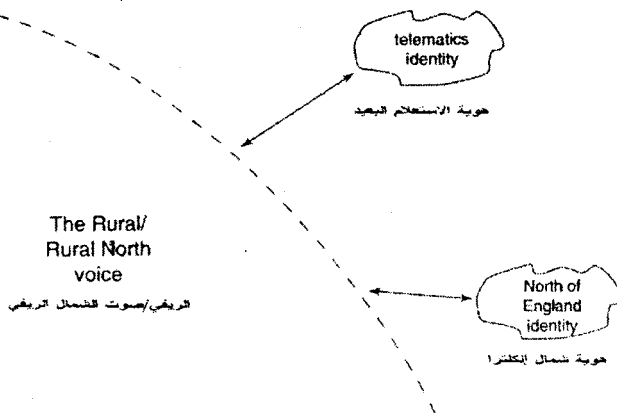 telematics
identity
هوية الاستعلام البعيد
The Rural/
Rural North
voice
الريفي/صوت الشمال الريفي
North of
England
identity
هوية شمال إنكلترا